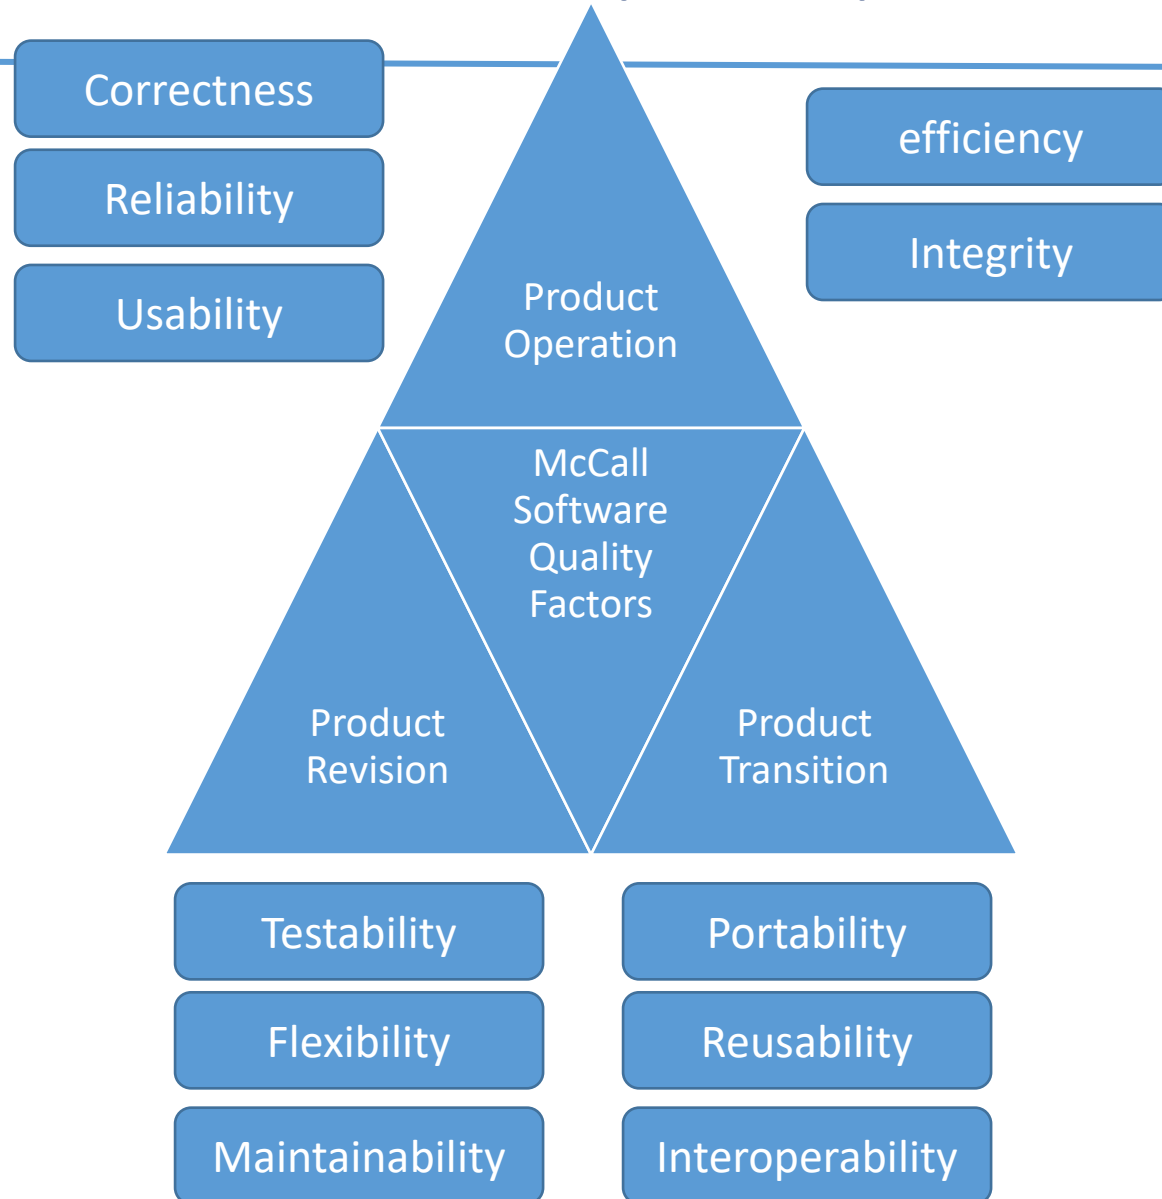 Correctness
Reliability
Usability
efficiency
Integrity
Product
Operation
McCall
Software
Quality
Factors
Product
Revision
Product
Transition
Testability
Flexibility
Maintainability
Portability
Reusability
Interoperability